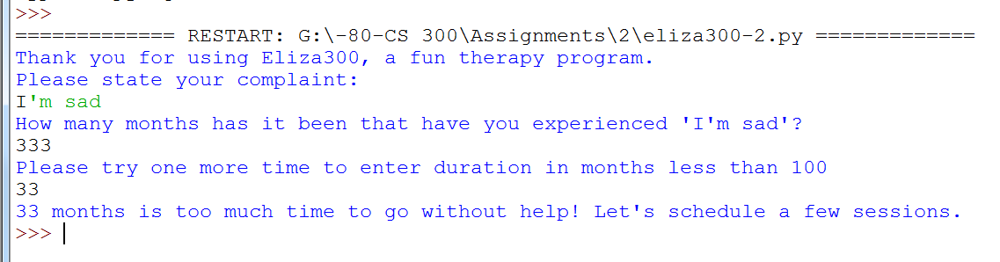 >>>
============= RESTART: G:\-80-CS 300\Assignments\2\eliza300-2.py =============
Thank you for using Eliza300, a fun therapy program.
Please state your complaint:
I'm sad
How many months has it been that have you experienced 'I'm sad'?
333
Please try one more time to enter duration in months less than 100
33
33 months is too much time to go without help! Let's schedule a few sessions.
>>>